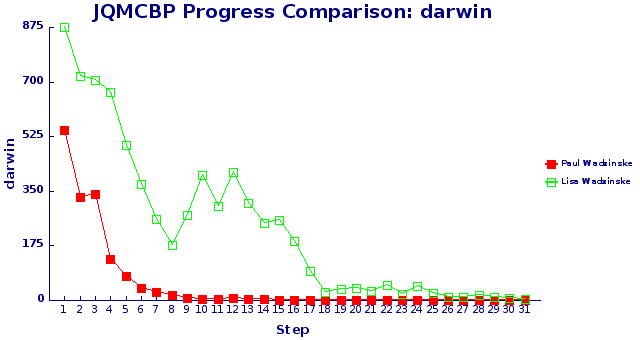 JQMCBP Progress Comparison: darwin
875
700
525
350
175
0
darwin
1 2 3 4 5 6 7 8 9 10 11 12 13 14 15 16 17 18 19 20 21 22 23 24 25 26 27 28 29 30 31
Step
Paul Wadzinske
Lisa Wadzinske